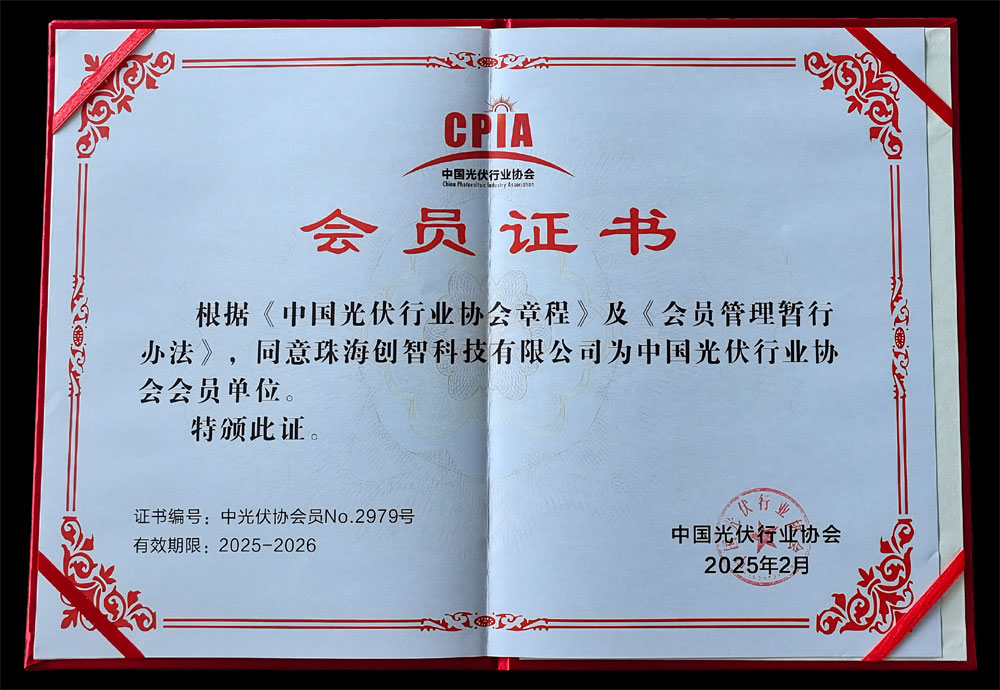 CPIA
中国光伏行业协会
China Photovoltaic Industry Association
会员证书
根据《中国光伏行业协会章程》及《会员管理暂行
办法》，同意珠海创智科技有限公司为中国光伏行业协
会会员单位。
特颁此证。
证书编号：中光伏协会员No.2979号
有效期限：2025-2026
中国光伏行业协会
2025年2月